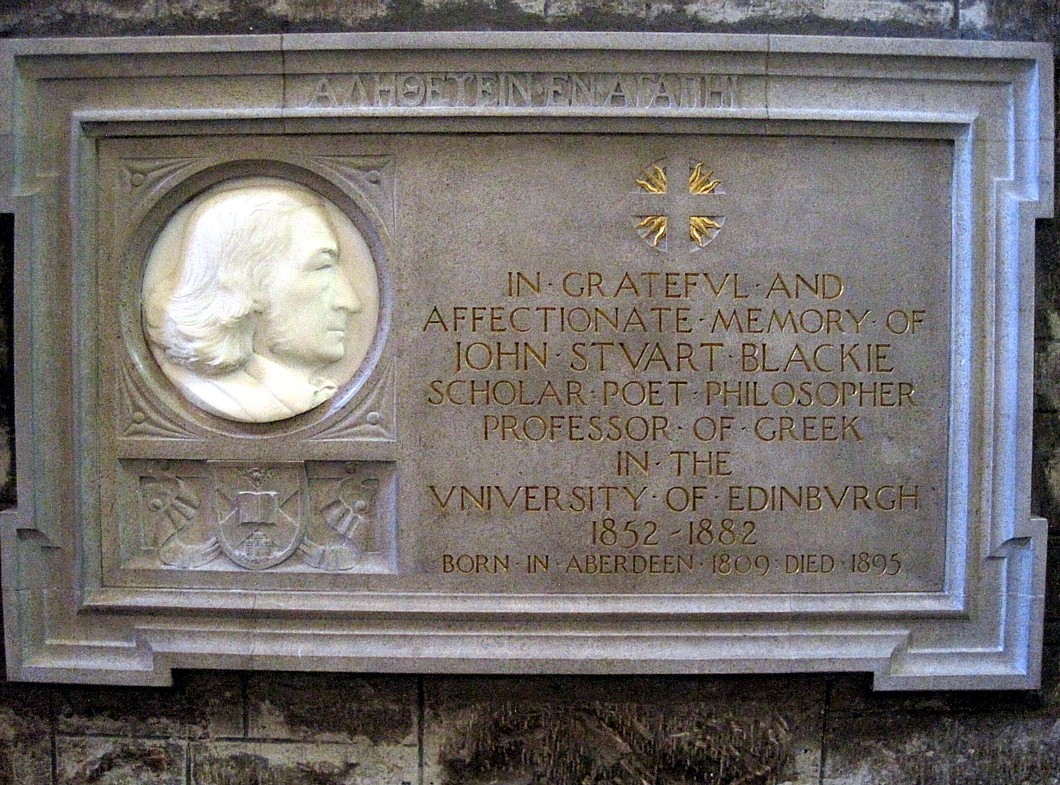 ΑΛΗΘΕΥΕΙΝ·ΕΝ ΑΓΑΠΗΙ
IN·GRATEFVL·AND
AFFECTIONATE·MEMORY·OF
JOHN·STVART·BLACKIE
SCHOLAR·POET·PHILOSOPHER
PROFESSOR·OF·GREEK
IN·THE
VNIVERSITY·OF·EDINBVRGH
1852-1882
BORN·IN·ABERDEEN·1809·DIED·1895